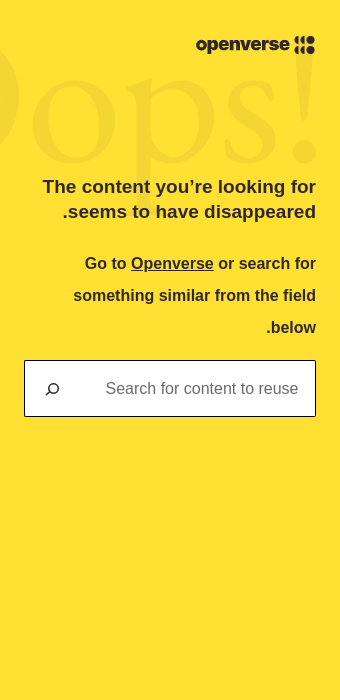 openverse
Oops!
The content you’re looking for
.seems to have disappeared
Go to Openverse or search for
something similar from the field
.below
Search for content to reuse